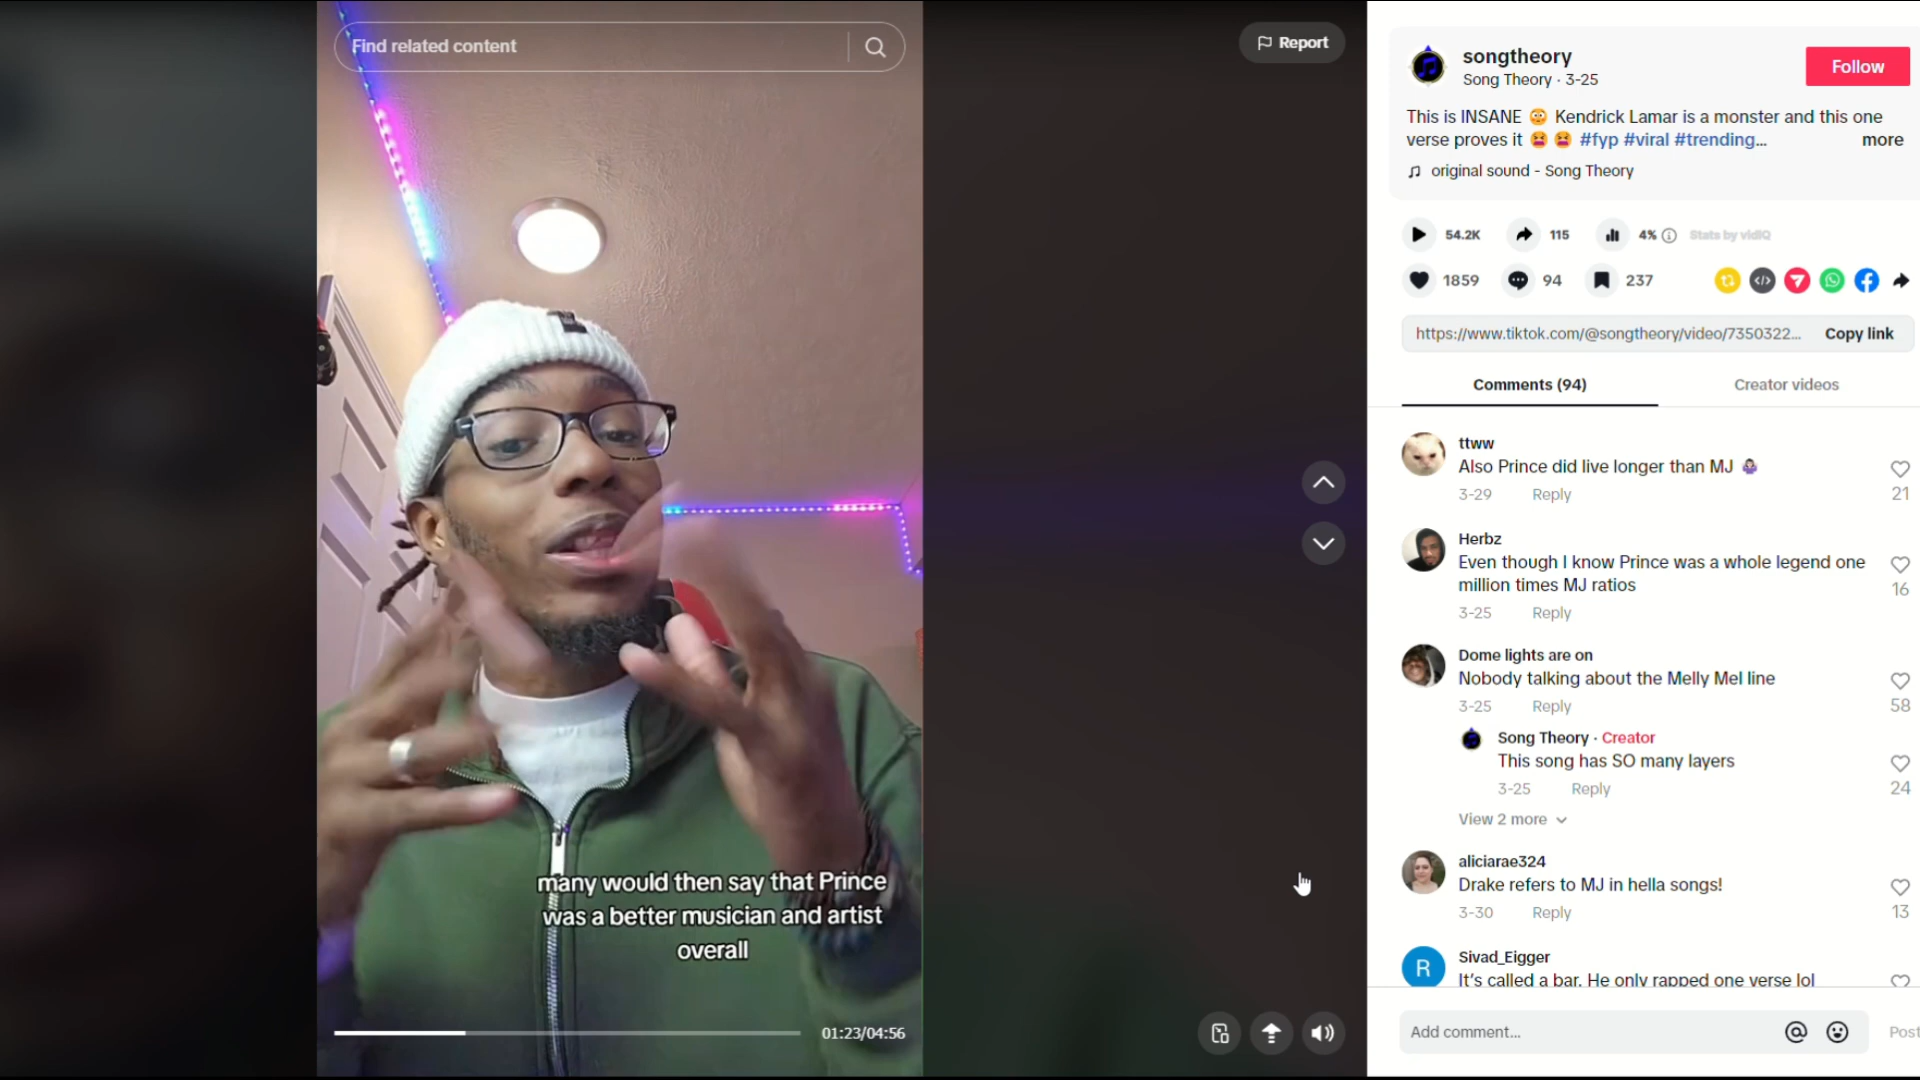 Find related content
Report
many would then say that Prince
was a better musician and artist
overall
01:23/04:56
songtheory
Song Theory · 3-25
Follow
This is INSANE 😳 Kendrick Lamar is a monster and this one
verse proves it 😫 😫 #fyp #viral #trending...
more
original sound - Song Theory
54.2K
115
4%
Stats by vidIQ
1859
94
237
https://www.tiktok.com/@songtheory/video/7350322...
Copy link
Comments (94)
Creator videos
ttww
Also Prince did live longer than MJ 🤷🏻‍♀️
3-29
Reply
21
Herbz
Even though I know Prince was a whole legend one
million times MJ ratios
3-25
Reply
16
Dome lights are on
Nobody talking about the Melly Mel line
3-25
Reply
58
Song Theory · Creator
This song has SO many layers
3-25
Reply
24
View 2 more
aliciarae324
Drake refers to MJ in hella songs!
3-30
Reply
13
R
Sivad_Eigger
It's called a bar. He only rapped one verse lol
Add comment...
Post